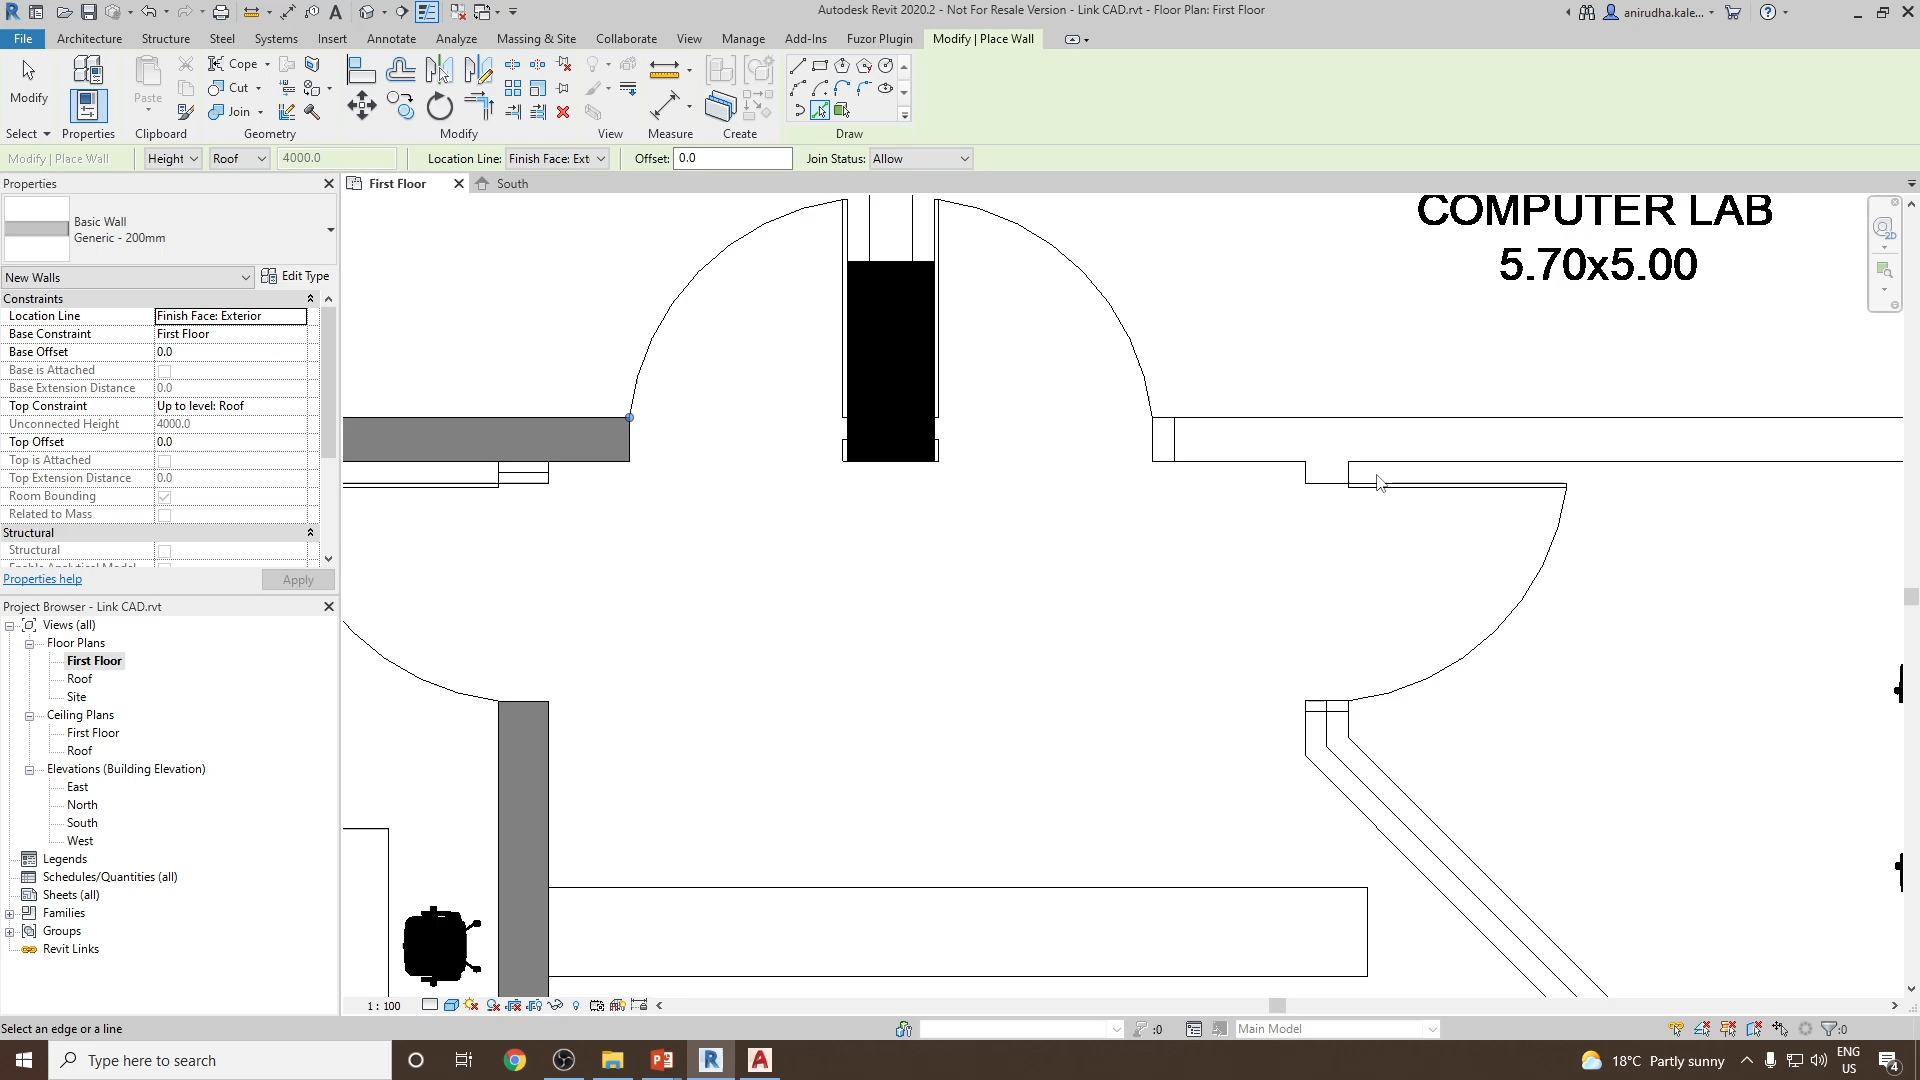 Autodesk Revit 2020.2 - Not For Resale Version - Link CAD.rvt - Floor Plan: First Floor
anirudha.kale...
File Architecture Structure Steel Systems Insert Annotate Analyze Massing & Site Collaborate View Manage Add-Ins Fuzor Plugin Modify | Place Wall
Modify
Paste
Cope
Cut
Join
Select Properties Clipboard Geometry Modify View Measure Create Draw
Modify | Place Wall Height Roof 4000.0 Location Line: Finish Face: Ext Offset: 0.0 Join Status: Allow
Properties
First Floor
South
Basic Wall
Generic - 200mm
New Walls
Edit Type
Constraints
Location Line Finish Face: Exterior
Base Constraint First Floor
Base Offset 0.0
Base is Attached
Base Extension Distance 0.0
Top Constraint Up to level: Roof
Unconnected Height 4000.0
Top Offset 0.0
Top is Attached
Top Extension Distance 0.0
Room Bounding
Related to Mass
Structural
Structural
Enable Analytical Model
Properties help
Apply
Project Browser - Link CAD.rvt
Views (all)
Floor Plans
First Floor
Roof
Site
Ceiling Plans
First Floor
Roof
Elevations (Building Elevation)
East
North
South
West
Legends
Schedules/Quantities (all)
Sheets (all)
Families
Groups
Revit Links
COMPUTER LAB
5.70x5.00
2D
1 : 100
Select an edge or a line
:0
Main Model
:0
Type here to search
18°C Partly sunny
ENG
US
4